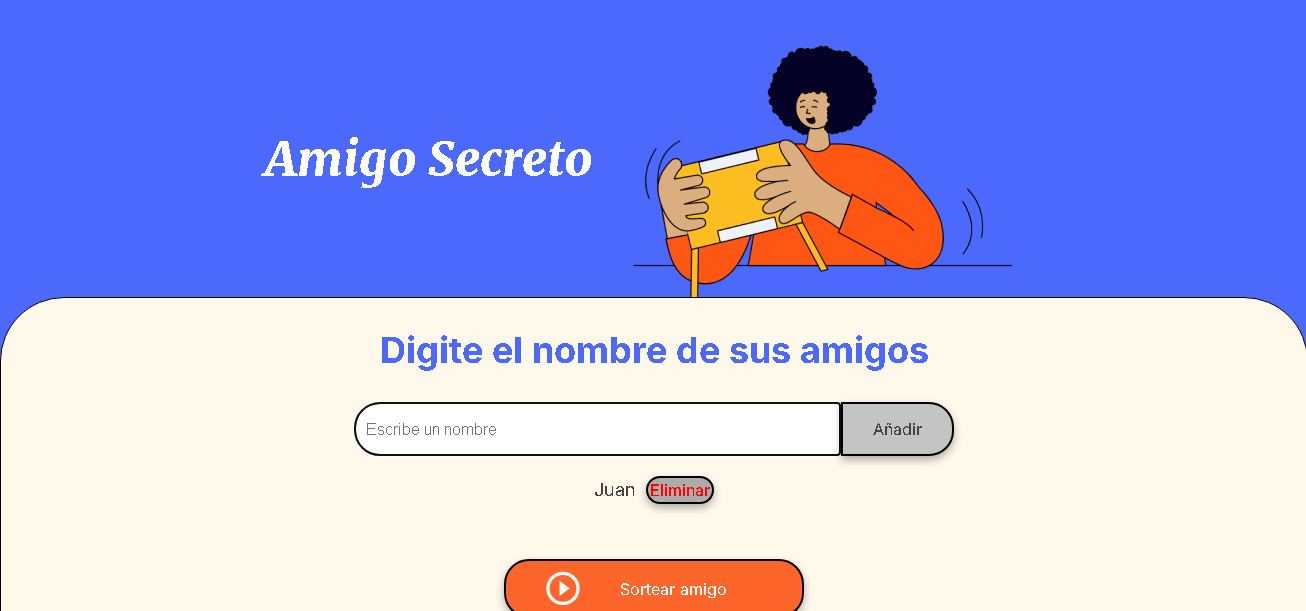 Amigo Secreto
Digite el nombre de sus amigos
Escribe un nombre
Añadir
Juan Eliminar
Sortear amigo